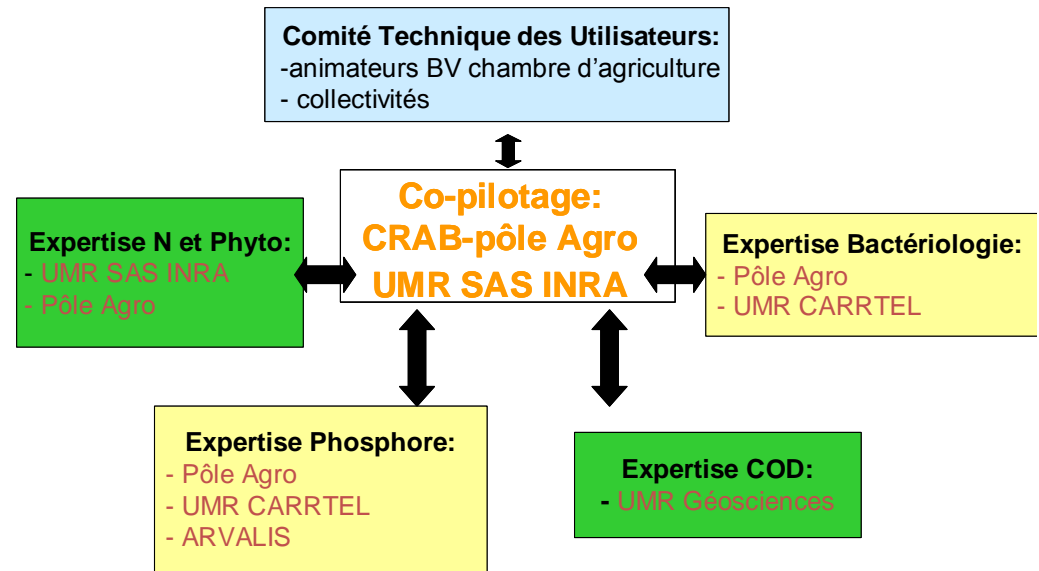 Comité Technique des Utilisateurs:
-animateurs BV chambre d'agriculture
- collectivités
Co-pilotage:
CRAB-pôle Agro
UMR SAS INRA
Expertise N et Phyto:
- UMR SAS INRA
- Pôle Agro
Expertise Bactériologie:
- Pôle Agro
- UMR CARRTEL
Expertise Phosphore:
- Pôle Agro
- UMR CARRTEL
- ARVALIS
Expertise COD:
- UMR Géosciences